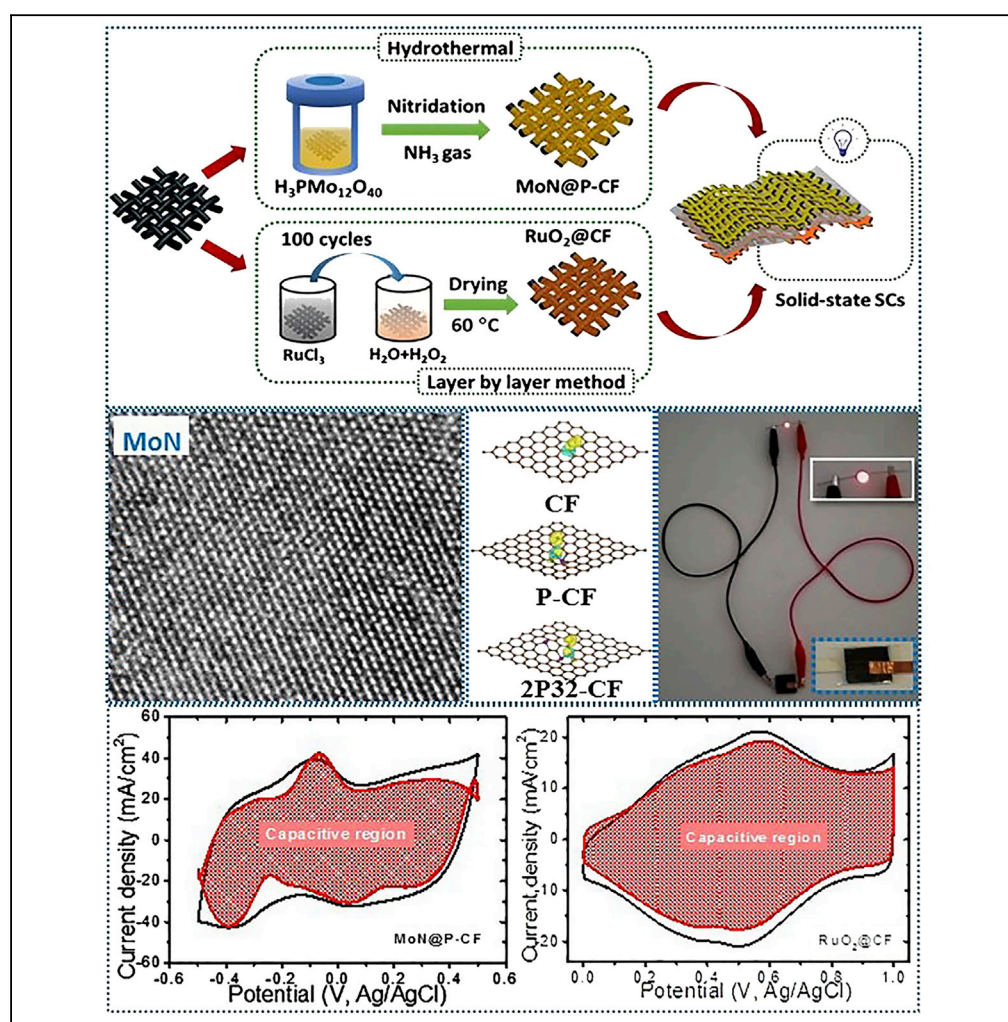 Hydrothermal
Nitridation
NH₃ gas
H₃PMo₁₂O₄₀
MoN@P-CF
100 cycles
RuO₂@CF
Drying
60 °C
RuCl₃
H₂O+H₂O₂
Layer by layer method
Solid-state SCs
MoN
CF
P-CF
2P32-CF
Current density (mA/cm²)
60
40
20
0
-20
-40
-60
Capacitive region
MoN@P-CF
-0.6
-0.4
-0.2
0.0
0.2
0.4
0.6
Potential (V, Ag/AgCl)
Current, density (mA/cm²)
20
10
0
10
-20
Capacitive region
RuO₂@CF
0.0
0.2
0.4
0.6
0.8
1.0
Potential (V, Ag/AgCl)